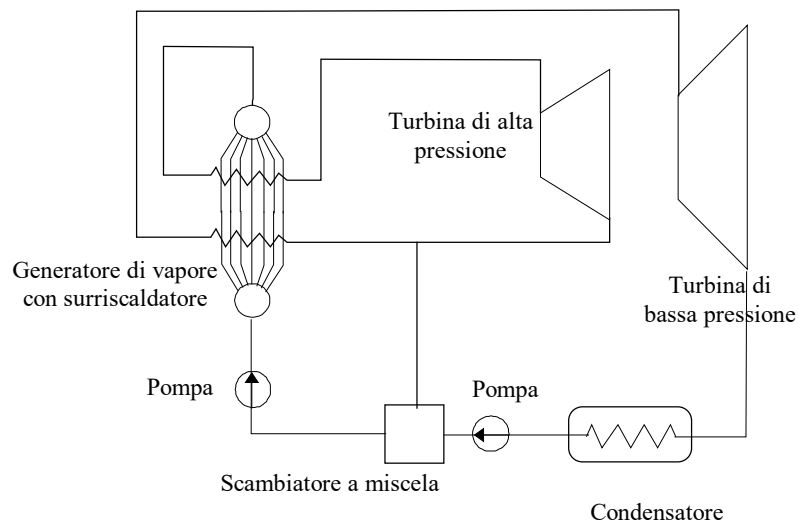 Turbina di alta
pressione
Generatore di vapore
con surriscaldatore
Turbina di
bassa pressione
Pompa
Pompa
Scambiatore a miscela
Condensatore